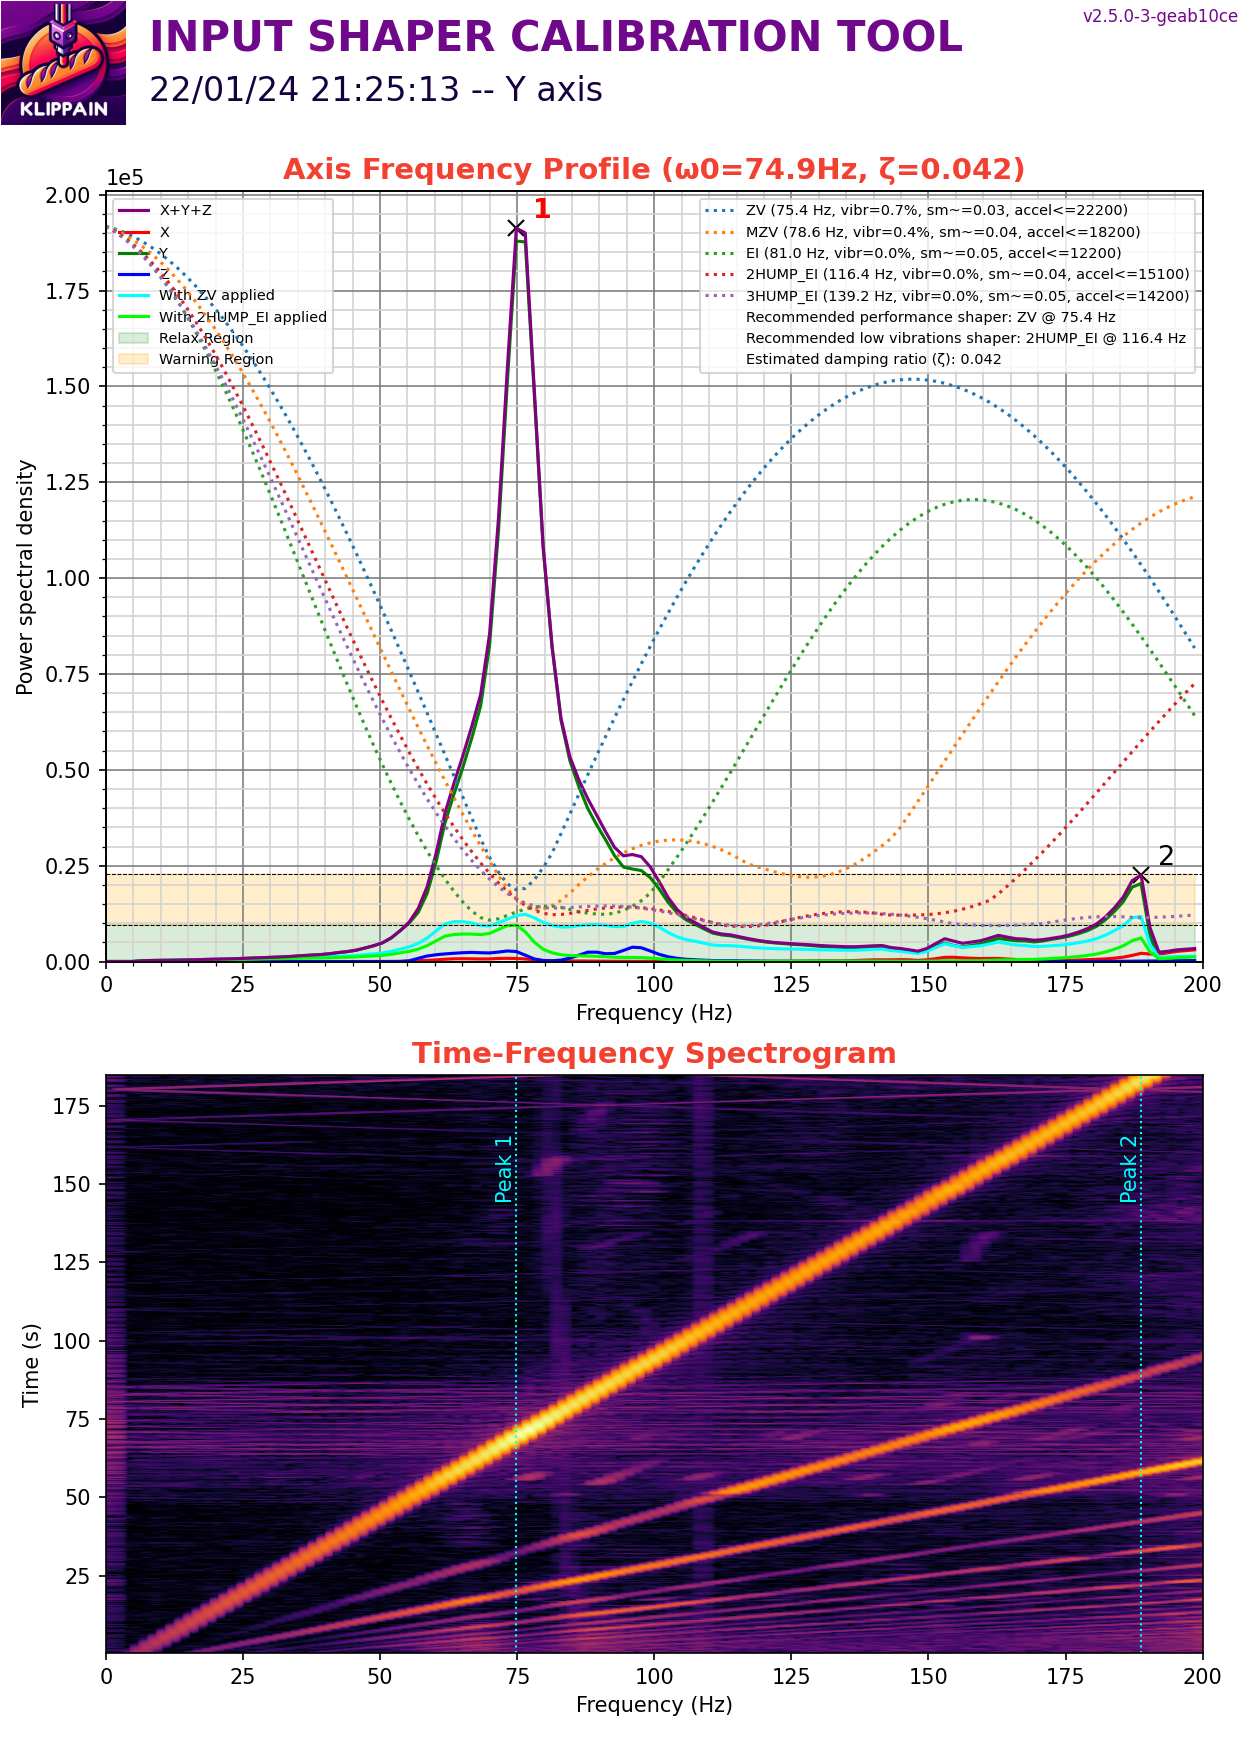 v2.5.0-3-geab10ce
INPUT SHAPER CALIBRATION TOOL
22/01/24 21:25:13 -- Y axis
KLIPPAIN
Axis Frequency Profile (ω0=74.9Hz, ζ=0.042)
1e5
2.00
1.75
1.50
1.25
1.00
0.75
0.50
0.25
0.00
Power spectral density
X+Y+Z
X
Y
Z
With ZV applied
With 2HUMP_EI applied
Relax Region
Warning Region
1
ZV (75.4 Hz, vibr=0.7%, sm~=0.03, accel<=22200)
MZV (78.6 Hz, vibr=0.4%, sm~=0.04, accel<=18200)
EI (81.0 Hz, vibr=0.0%, sm~=0.05, accel<=12200)
2HUMP_EI (116.4 Hz, vibr=0.0%, sm~=0.04, accel<=15100)
3HUMP_EI (139.2 Hz, vibr=0.0%, sm~=0.05, accel<=14200)
Recommended performance shaper: ZV @ 75.4 Hz
Recommended low vibrations shaper: 2HUMP_EI @ 116.4 Hz
Estimated damping ratio (ζ): 0.042
2
0 25 50 75 100 125 150 175 200
Frequency (Hz)
Time-Frequency Spectrogram
175
150
125
100
75
50
25
Time (s)
Peak 1
Peak 2
0 25 50 75 100 125 150 175 200
Frequency (Hz)